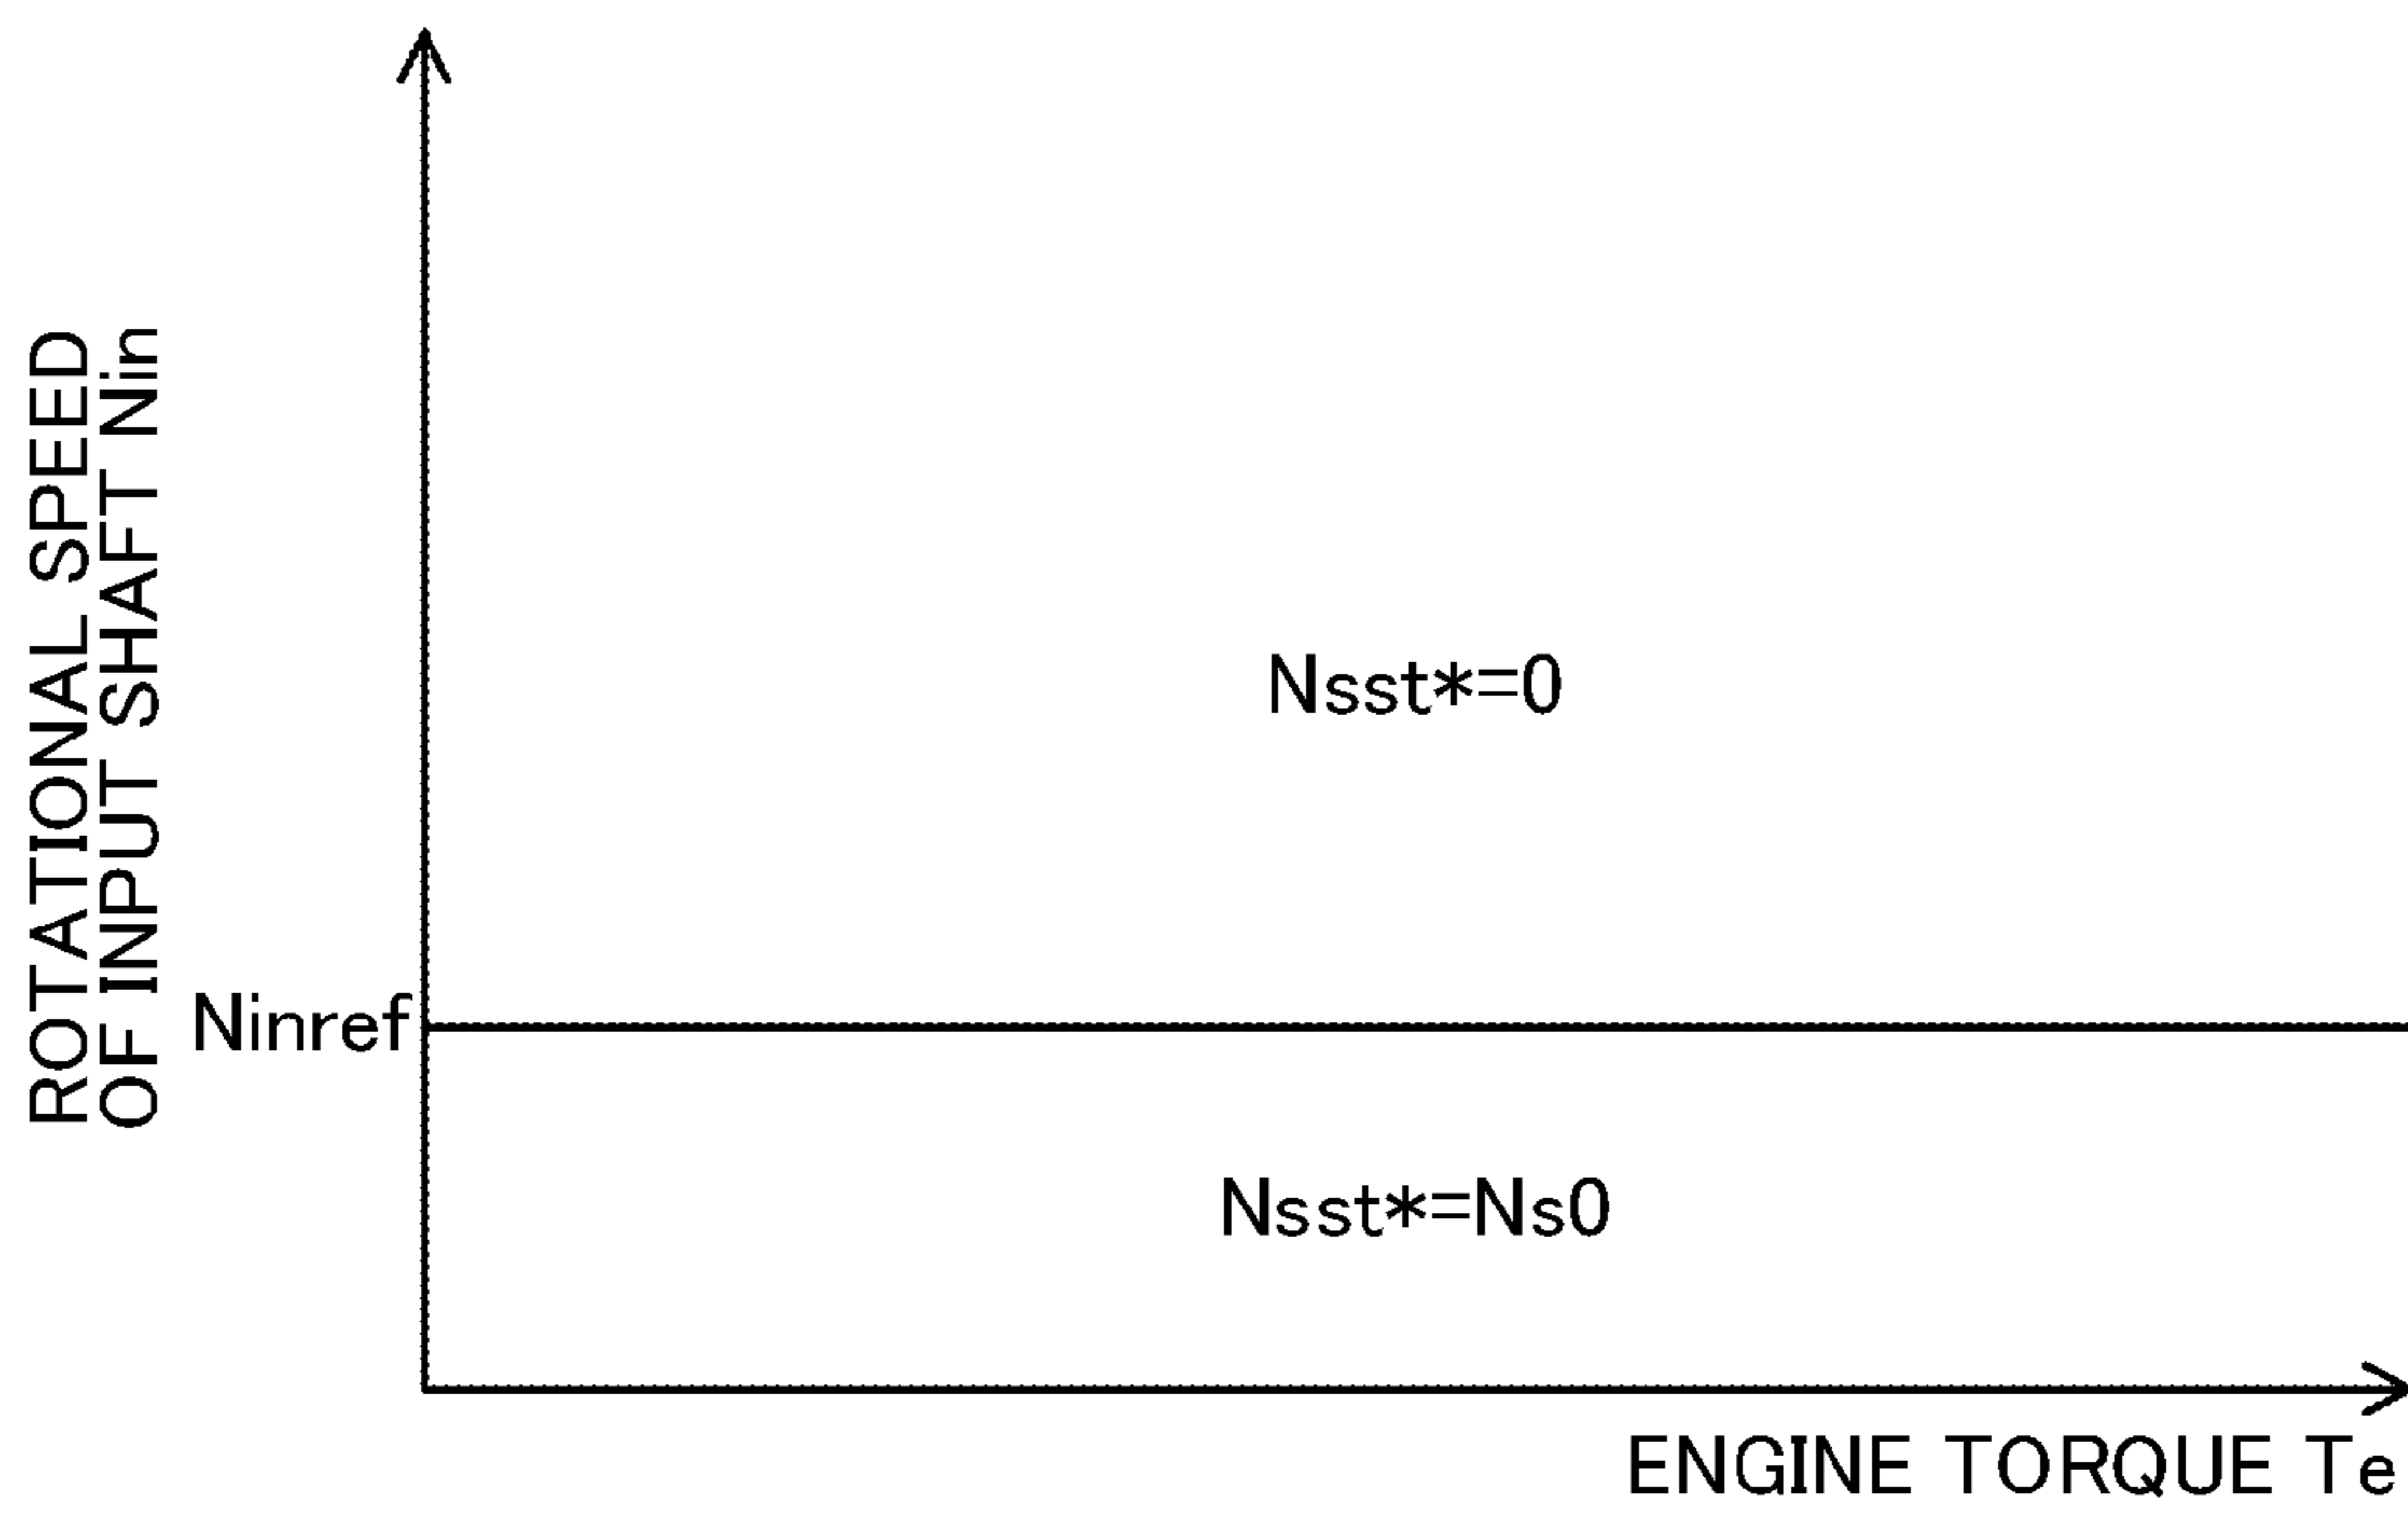 ROTATIONAL SPEED
OF INPUT SHAFT Nin
Nsst*=0
Ninref
Nsst*=Ns0
ENGINE TORQUE Te